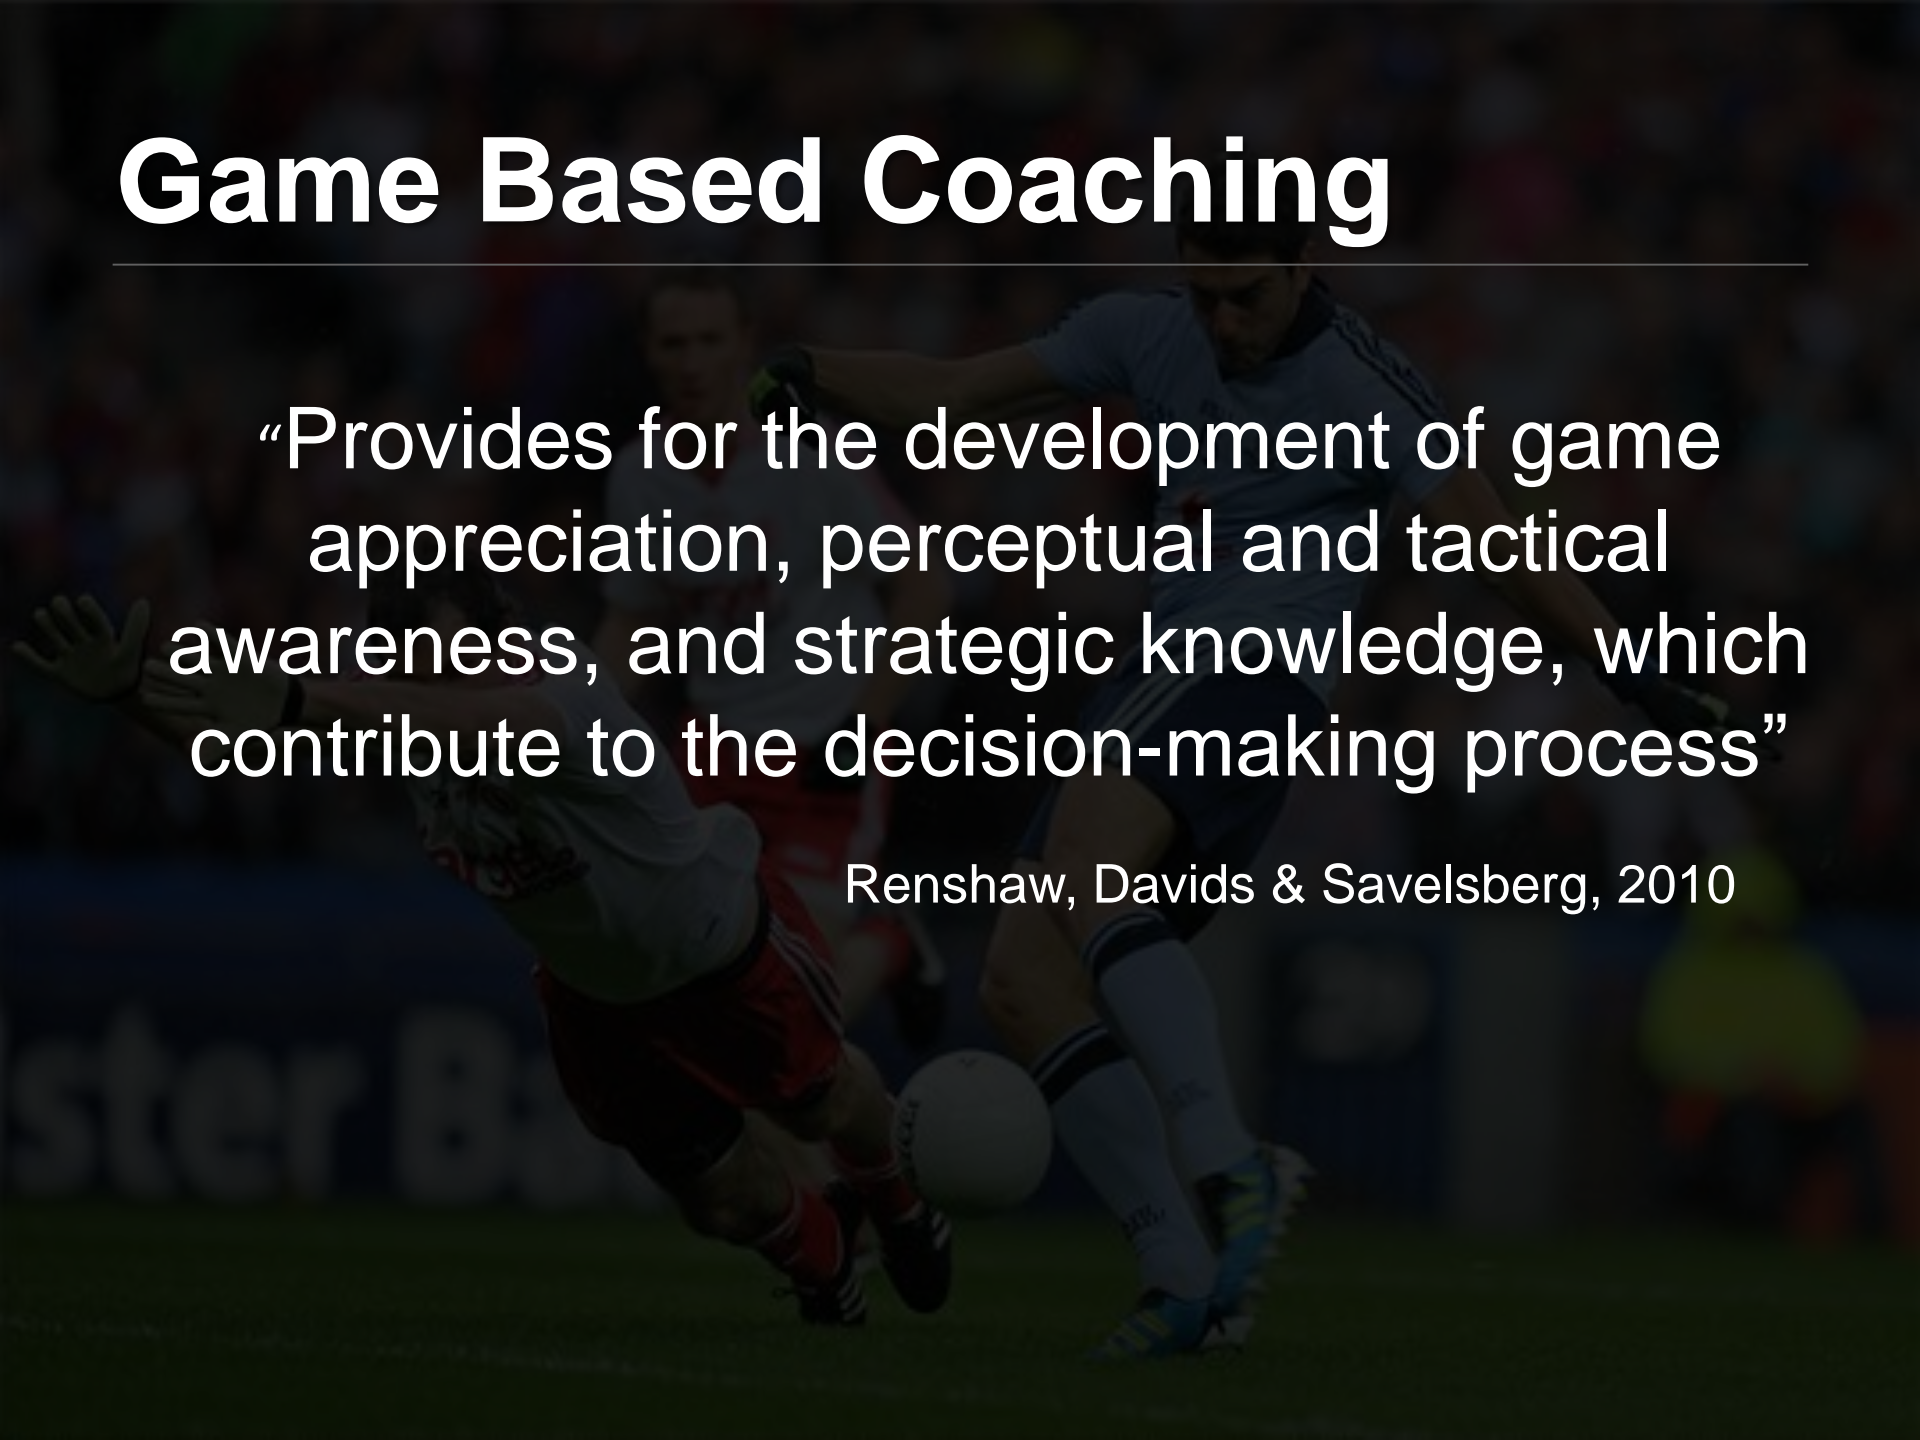 Game Based Coaching
“Provides for the development of game
appreciation, perceptual and tactical
awareness, and strategic knowledge, which
contribute to the decision-making process”
Renshaw, Davids & Savelsberg, 2010